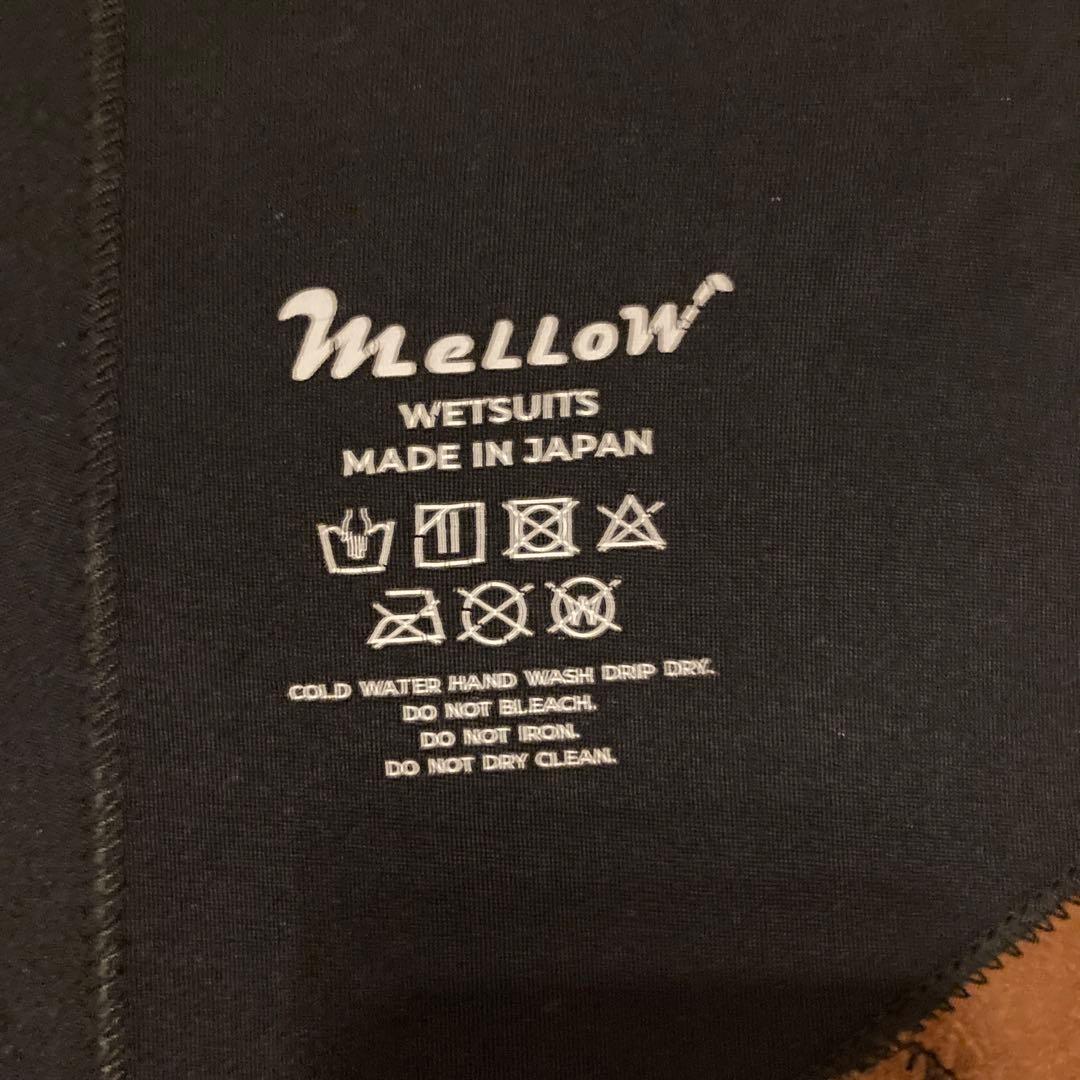 mellow
WETSUITS
MADE IN JAPAN
W
COLD WATER HAND WASH DRIP DRY.
DO NOT BLEACH.
DO NOT IRON.
DO NOT DRY CLEAN.